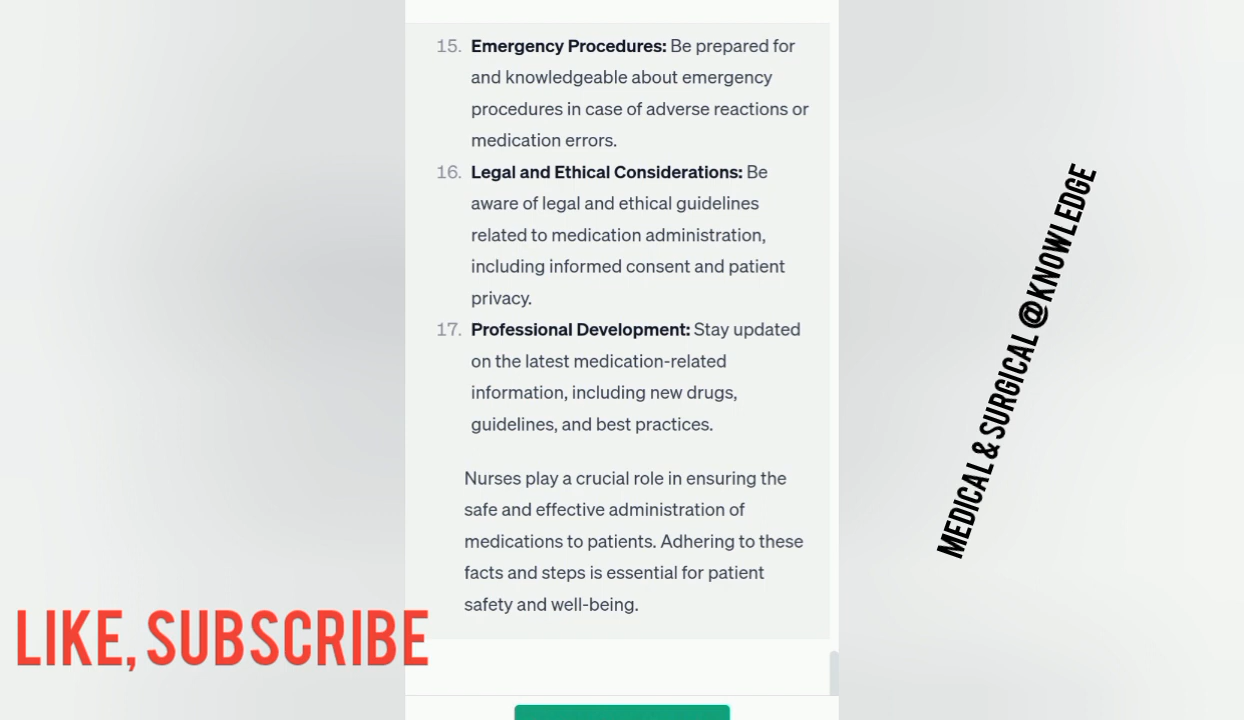 15. Emergency Procedures: Be prepared for
and knowledgeable about emergency
procedures in case of adverse reactions or
medication errors.
16. Legal and Ethical Considerations: Be
aware of legal and ethical guidelines
related to medication administration,
including informed consent and patient
privacy.
17. Professional Development: Stay updated
on the latest medication-related
information, including new drugs,
guidelines, and best practices.
Nurses play a crucial role in ensuring the
safe and effective administration of
medications to patients. Adhering to these
facts and steps is essential for patient
safety and well-being.
LIKE, SUBSCRIBE
MEDICAL & SURGICAL @KNOWLEDGE